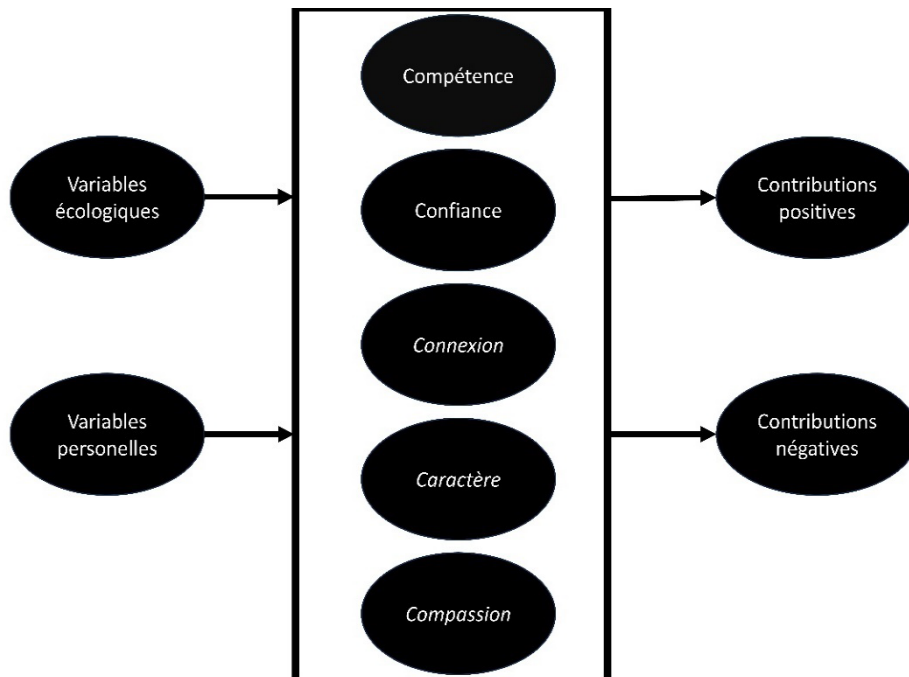 Compétence
Variables
écologiques
Confiance
Contributions
positives
Connexion
Variables
personelles
Caractère
Contributions
négatives
Compassion